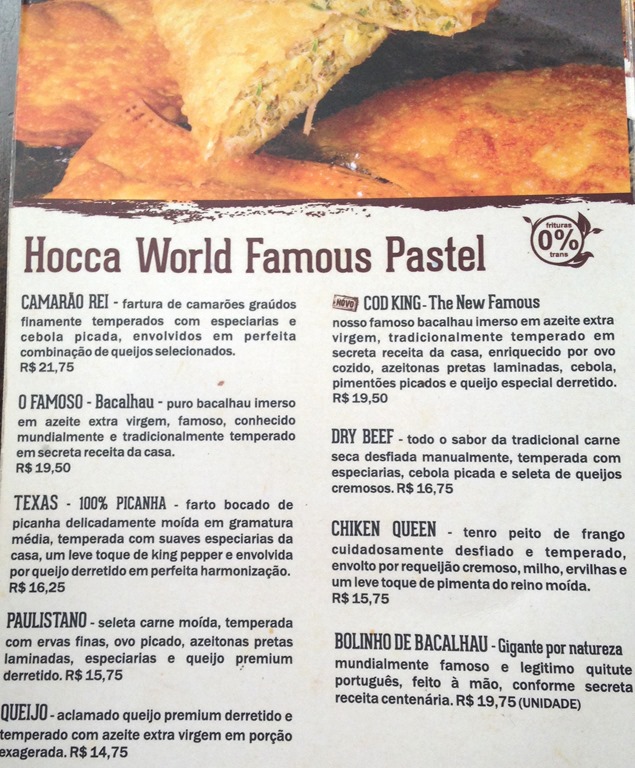 Hocca World Famous Pastel
frituras
0%
trans
CAMARÃO REI - fartura de camarões graúdos
finamente temperados com especiarias e
cebola picada, envolvidos em perfeita
combinação de queijos selecionados.
R$ 21,75
O FAMOSO - Bacalhau - puro bacalhau imerso
em azeite extra virgem, famoso, conhecido
mundialmente e tradicionalmente temperado
em secreta receita da casa.
R$ 19,50
TEXAS - 100% PICANHA - farto bocado de
picanha delicadamente moída em gramatura
média, temperada com suaves especiarias da
casa, um leve toque de king pepper e envolvida
por queijo derretido em perfeita harmonização.
R$ 16,25
PAULISTANO - seleta carne moída, temperada
com ervas finas, ovo picado, azeitonas pretas
laminadas, especiarias e queijo premium
derretido. R$ 15,75
QUEIJO - aclamado queijo premium derretido e
temperado com azeite extra virgem em porção
exagerada. R$ 14,75
NOVO COD KING - The New Famous
nosso famoso bacalhau imerso em azeite extra
virgem, tradicionalmente temperado em
secreta receita da casa, enriquecido por ovo
cozido, azeitonas pretas laminadas, cebola,
pimentões picados e queijo especial derretido.
R$ 19,50
DRY BEEF - todo o sabor da tradicional carne
seca desfiada manualmente, temperada com
especiarias, cebola picada e seleta de queijos
cremosos. R$ 16,75
CHIKEN QUEEN - tenro peito de frango
cuidadosamente desfiado e temperado,
envolto por requeijão cremoso, milho, ervilhas e
um leve toque de pimenta do reino moída.
R$ 15,75
BOLINHO DE BACALHAU - Gigante por natureza
mundialmente famoso e legitimo quitute
português, feito à mão, conforme secreta
receita centenária. R$ 19,75 (UNIDADE)